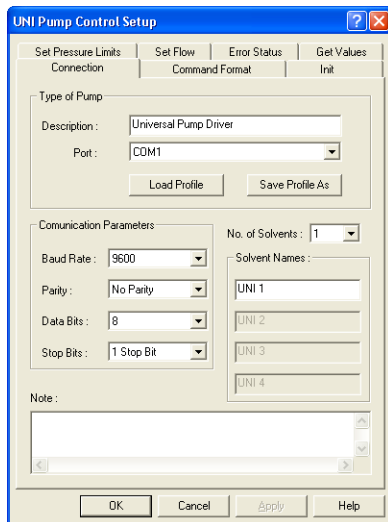 UNI Pump Control Setup
Set Pressure Limits Set Flow Error Status Get Values
Connection Command Format Init
Type of Pump
Description : Universal Pump Driver
Port : COM1
Load Profile Save Profile As
Comunication Parameters
No. of Solvents : 1
Baud Rate : 9600
Solvent Names :
Parity : No Parity
UNI 1
Data Bits : 8
UNI 2
Stop Bits : 1 Stop Bit
UNI 3
UNI 4
Note :
OK Cancel Apply Help